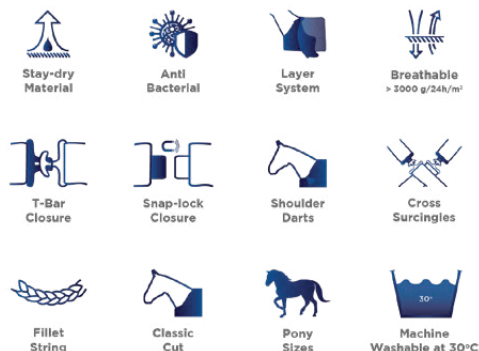 Stay-dry
Material
Anti
Bacterial
Layer
System
Breathable
> 3000 g/24h/m²
T-Bar
Closure
Snap-lock
Closure
Shoulder
Darts
Cross
Surcingles
Fillet
String
Classic
Cut
Pony
Sizes
30°
Machine
Washable at 30°C